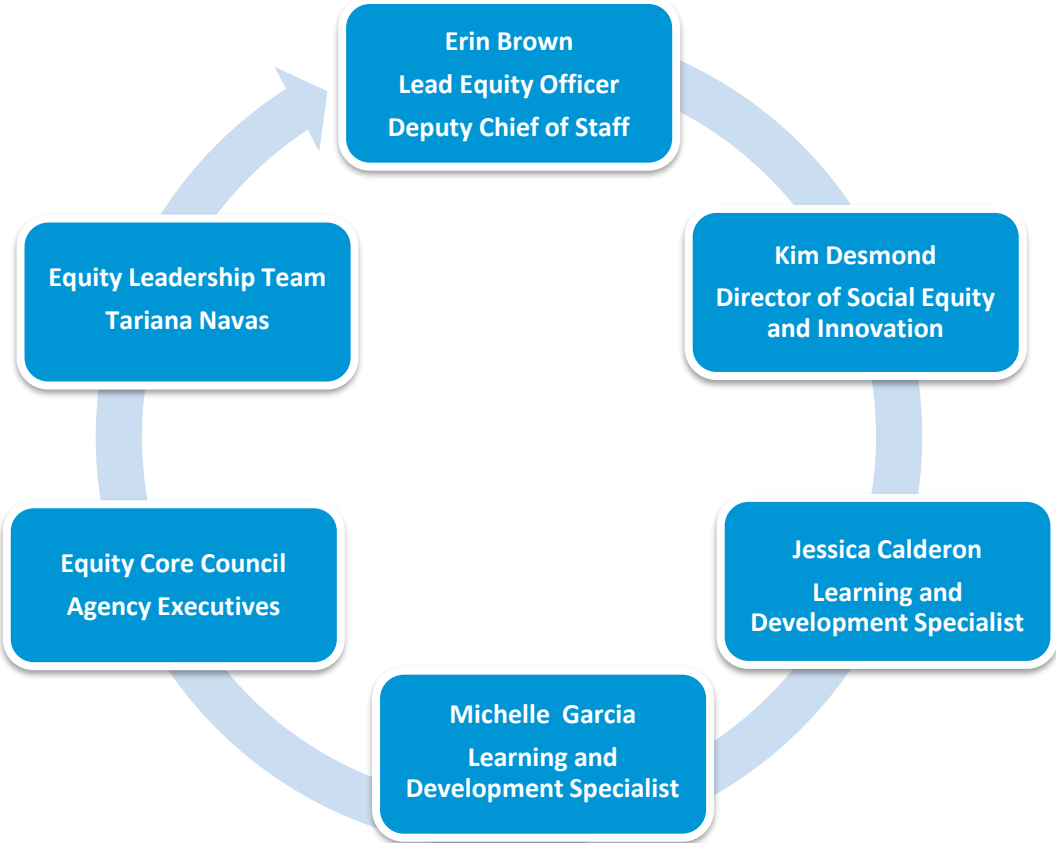 Erin Brown
Lead Equity Officer
Deputy Chief of Staff
Kim Desmond
Director of Social Equity
and Innovation
Jessica Calderon
Learning and
Development Specialist
Michelle  Garcia
Learning and
Development Specialist
Equity Core Council
Agency Executives
Equity Leadership Team
Tariana Navas